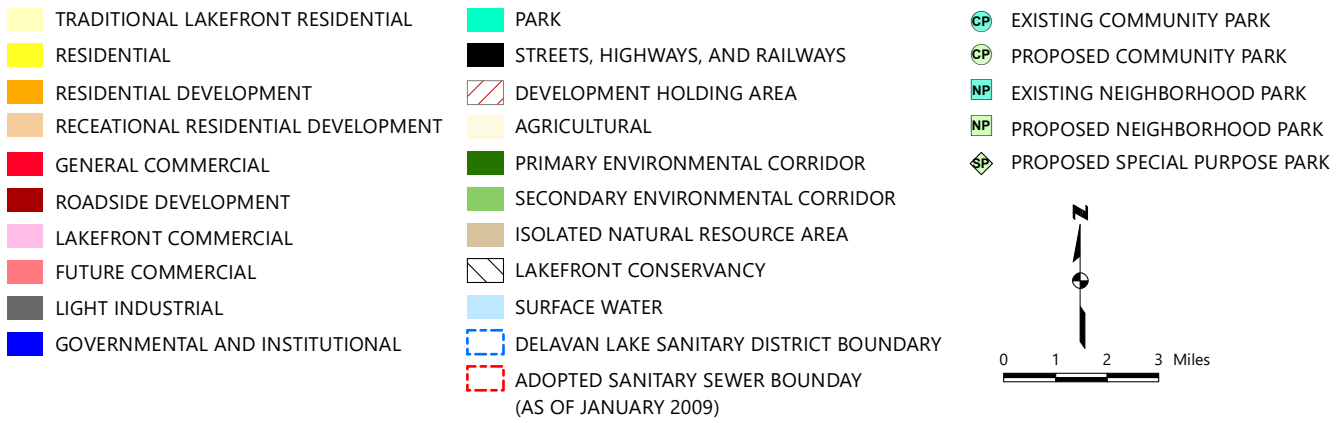 TRADITIONAL LAKEFRONT RESIDENTIAL
RESIDENTIAL
RESIDENTIAL DEVELOPMENT
RECEATIONAL RESIDENTIAL DEVELOPMENT
GENERAL COMMERCIAL
ROADSIDE DEVELOPMENT
LAKEFRONT COMMERCIAL
FUTURE COMMERCIAL
LIGHT INDUSTRIAL
GOVERNMENTAL AND INSTITUTIONAL
PARK
STREETS, HIGHWAYS, AND RAILWAYS
DEVELOPMENT HOLDING AREA
AGRICULTURAL
PRIMARY ENVIRONMENTAL CORRIDOR
SECONDARY ENVIRONMENTAL CORRIDOR
ISOLATED NATURAL RESOURCE AREA
LAKEFRONT CONSERVANCY
SURFACE WATER
DELAVAN LAKE SANITARY DISTRICT BOUNDARY
ADOPTED SANITARY SEWER BOUNDAY
(AS OF JANUARY 2009)
CP EXISTING COMMUNITY PARK
CP PROPOSED COMMUNITY PARK
NP EXISTING NEIGHBORHOOD PARK
NP PROPOSED NEIGHBORHOOD PARK
SP PROPOSED SPECIAL PURPOSE PARK
N
0 1 2 3 Miles